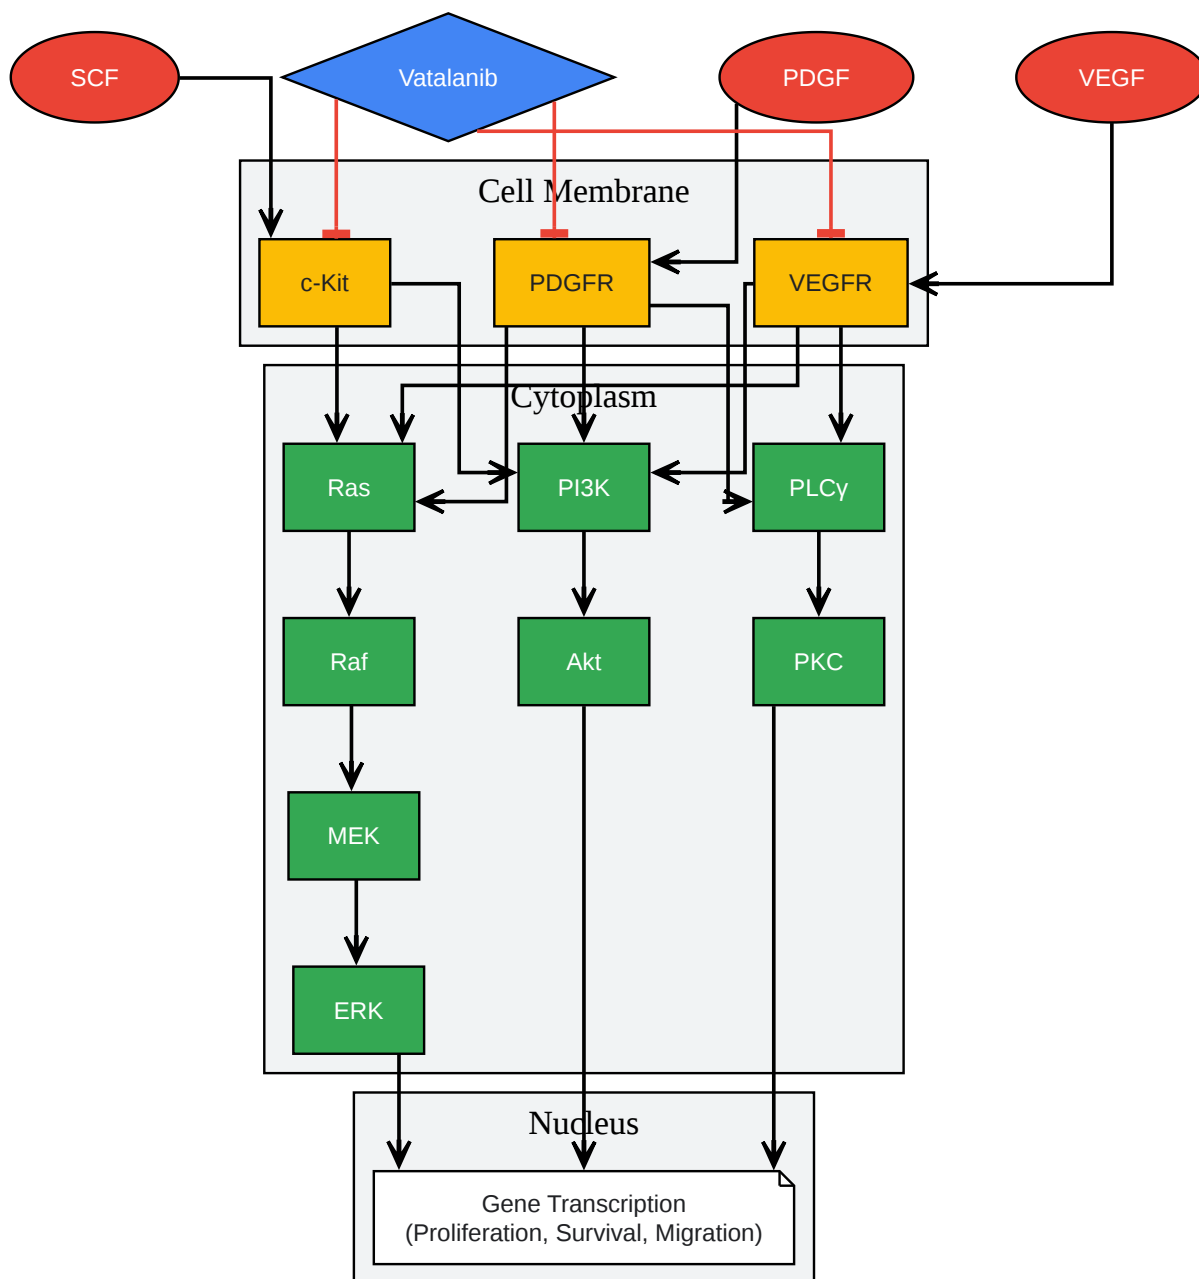 SCF
Vatalanib
PDGF
VEGF
Cell Membrane
c-Kit
PDGFR
VEGFR
Cytoplasm
Ras
PI3K
PLCγ
Raf
Akt
PKC
MEK
ERK
Nucleus
Gene Transcription
(Proliferation, Survival, Migration)